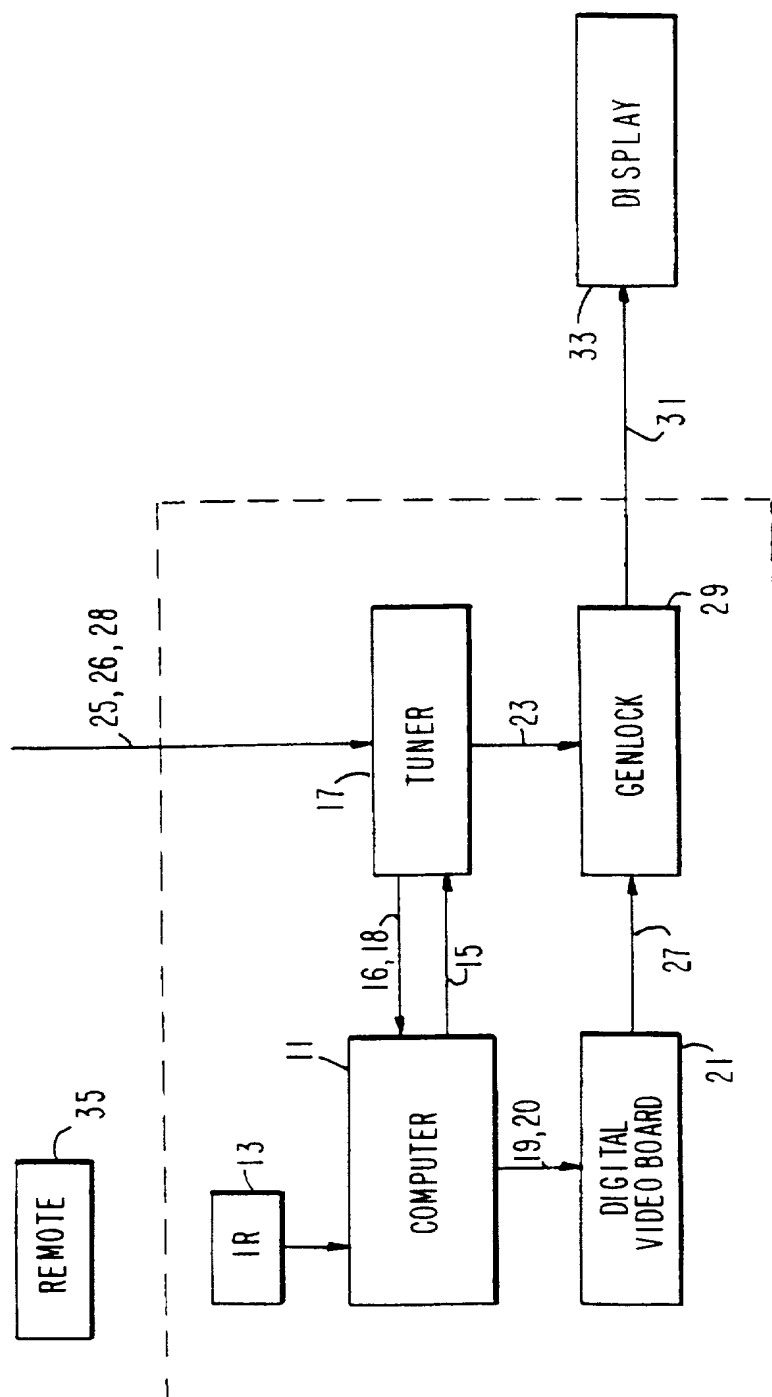 REMOTE
35
25, 26, 28
IR
13
COMPUTER
11
16, 18
15
17
TUNER
19, 20
23
DIGITAL
VIDEO BOARD
21
27
GENLOCK
29
31
33
DISPLAY